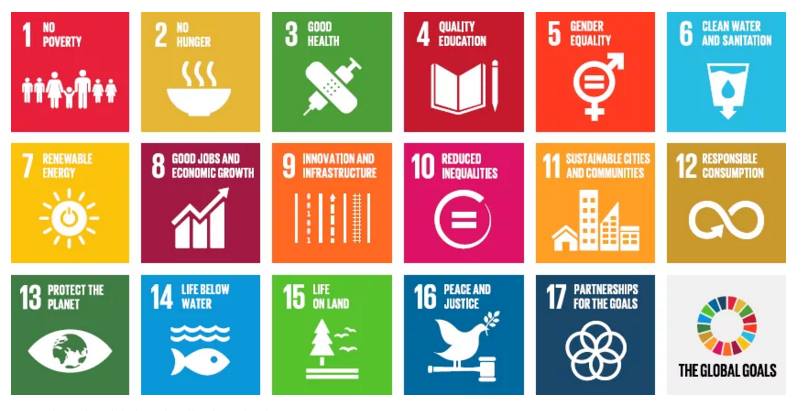 1 NO
POVERTY
2 NO
HUNGER
3 GOOD
HEALTH
4 QUALITY
EDUCATION
5 GENDER
EQUALITY
6 CLEAN WATER
AND SANITATION
7 RENEWABLE
ENERGY
8 GOOD JOBS AND
ECONOMIC GROWTH
9 INNOVATION AND
INFRASTRUCTURE
10 REDUCED
INEQUALITIES
11 SUSTAINABLE CITIES
AND COMMUNITIES
12 RESPONSIBLE
CONSUMPTION
13 PROTECT THE
PLANET
14 LIFE BELOW
WATER
15 LIFE
ON LAND
16 PEACE AND
JUSTICE
17 PARTNERSHIPS
FOR THE GOALS
THE GLOBAL GOALS